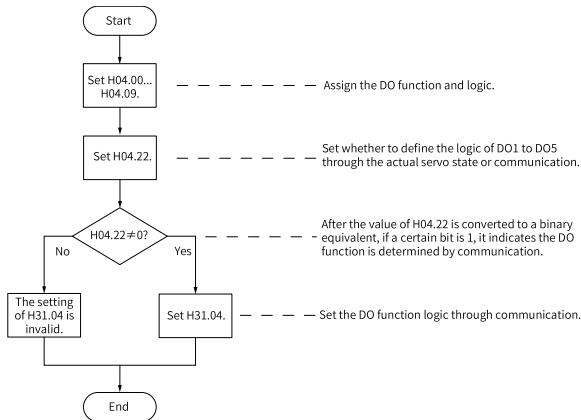 Start
Set H04.00...
H04.09.
Assign the DO function and logic.
Set H04.22.
Set whether to define the logic of DO1 to DO5
through the actual servo state or communication.
H04.22≠0?
After the value of H04.22 is converted to a binary
equivalent, if a certain bit is 1, it indicates the DO
function is determined by communication.
No
Yes
The setting
of H31.04 is
invalid.
Set H31.04.
Set the DO function logic through communication.
End